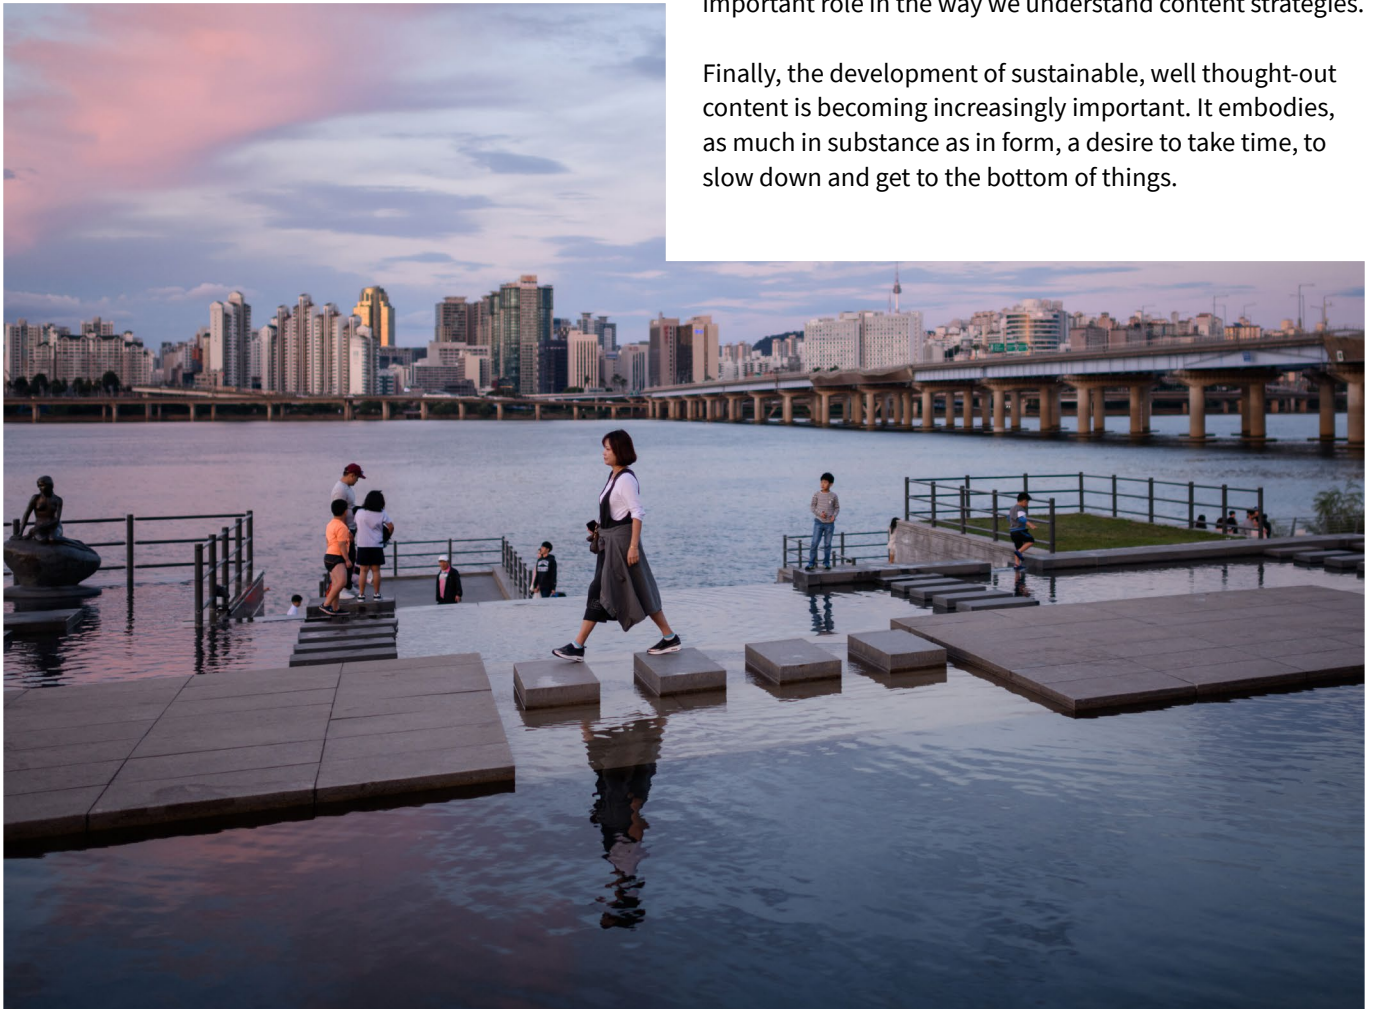 important role in the way we understand content strategies.
Finally, the development of sustainable, well thought-out
content is becoming increasingly important. It embodies,
as much in substance as in form, a desire to take time, to
slow down and get to the bottom of things.